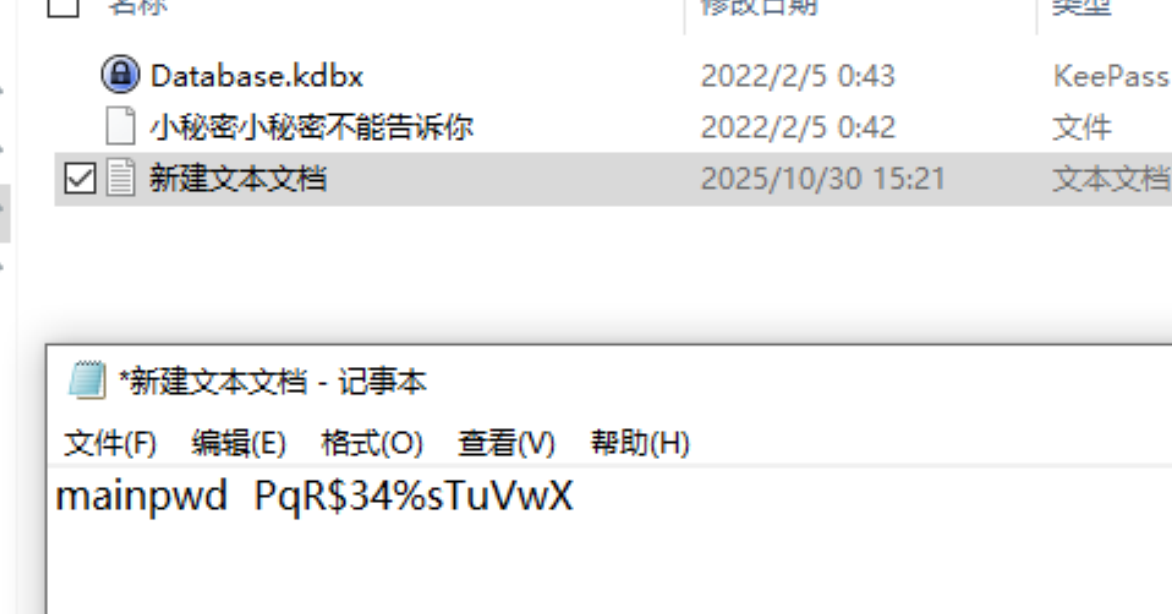 名称 修改日期 类型
Database.kdbx 2022/2/5 0:43 KeePass
小秘密小秘密不能告诉你 2022/2/5 0:42 文件
新建文本文档 2025/10/30 15:21 文本文档
*新建文本文档 - 记事本
文件(F) 编辑(E) 格式(O) 查看(V) 帮助(H)
mainpwd PqR$34%sTuVwX